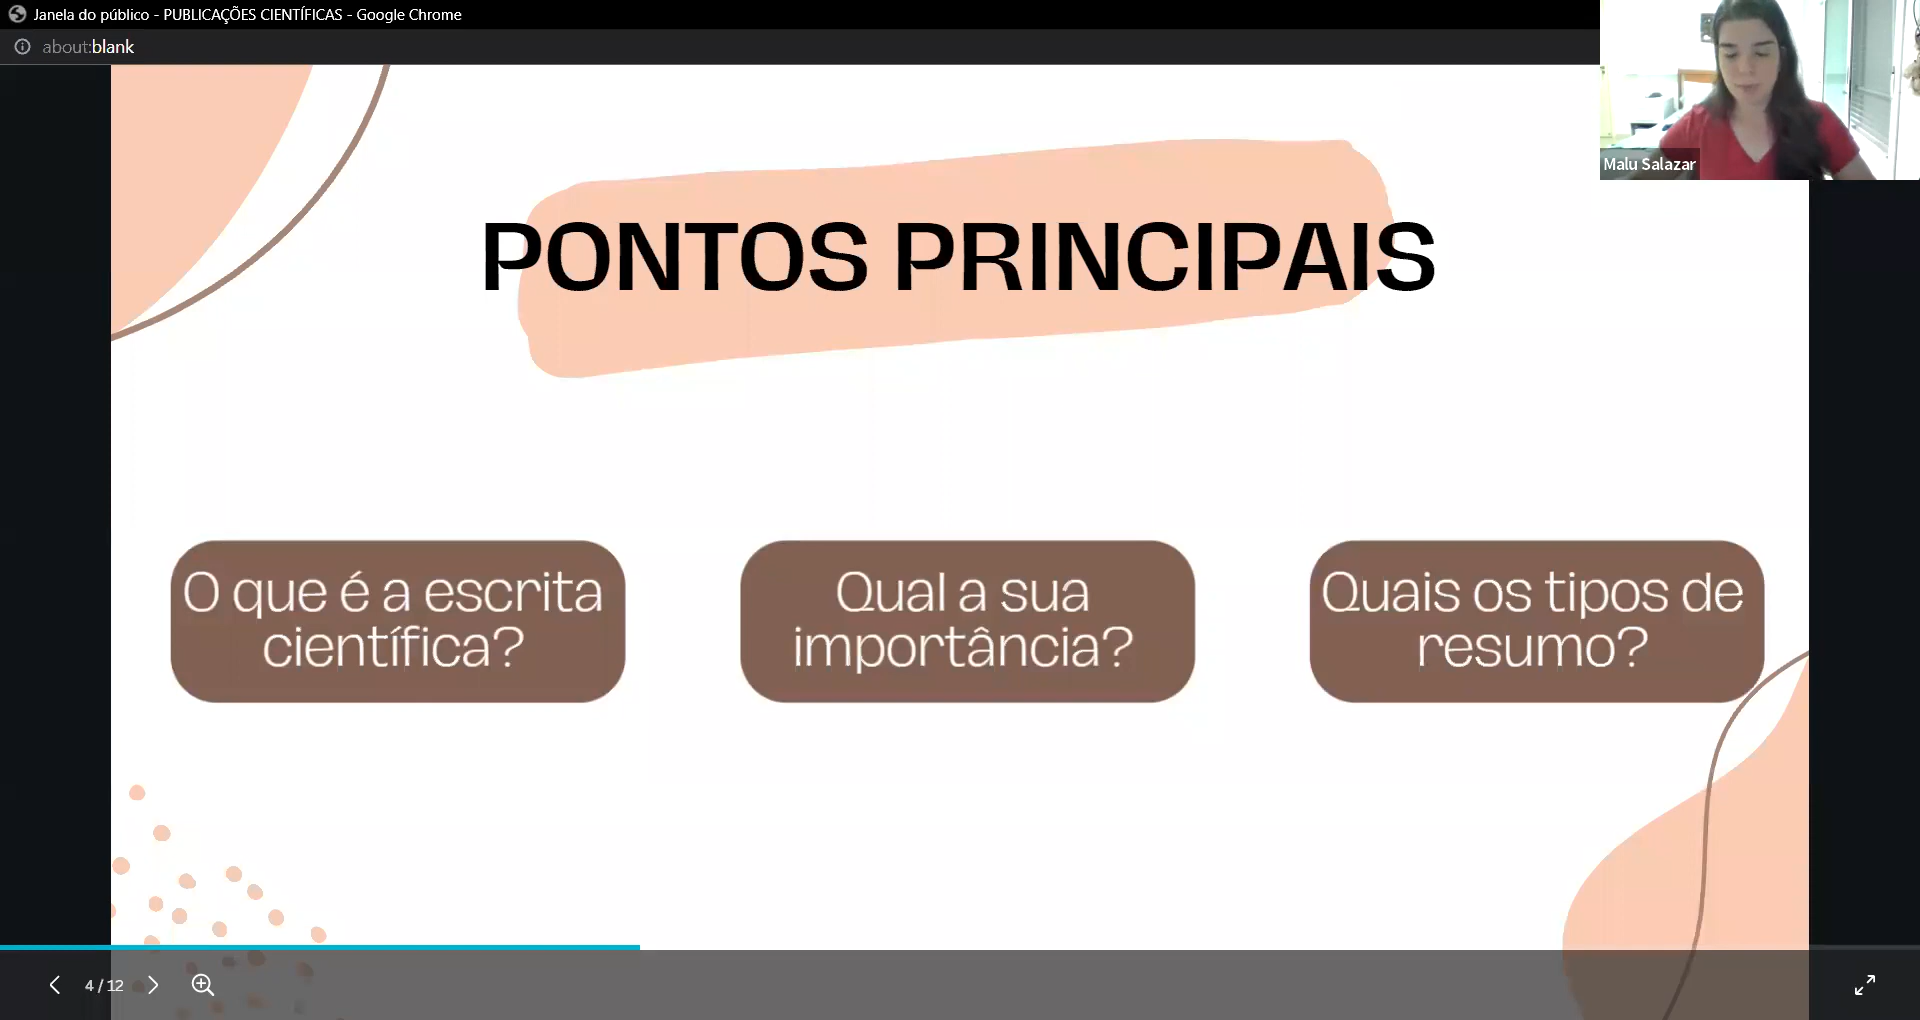 Janela do público - PUBLICAÇÕES CIENTÍFICAS - Google Chrome
about:blank
Malu Salazar
PONTOS PRINCIPAIS
O que é a escrita
científica?
Qual a sua
importância?
Quais os tipos de
resumo?
4 / 12